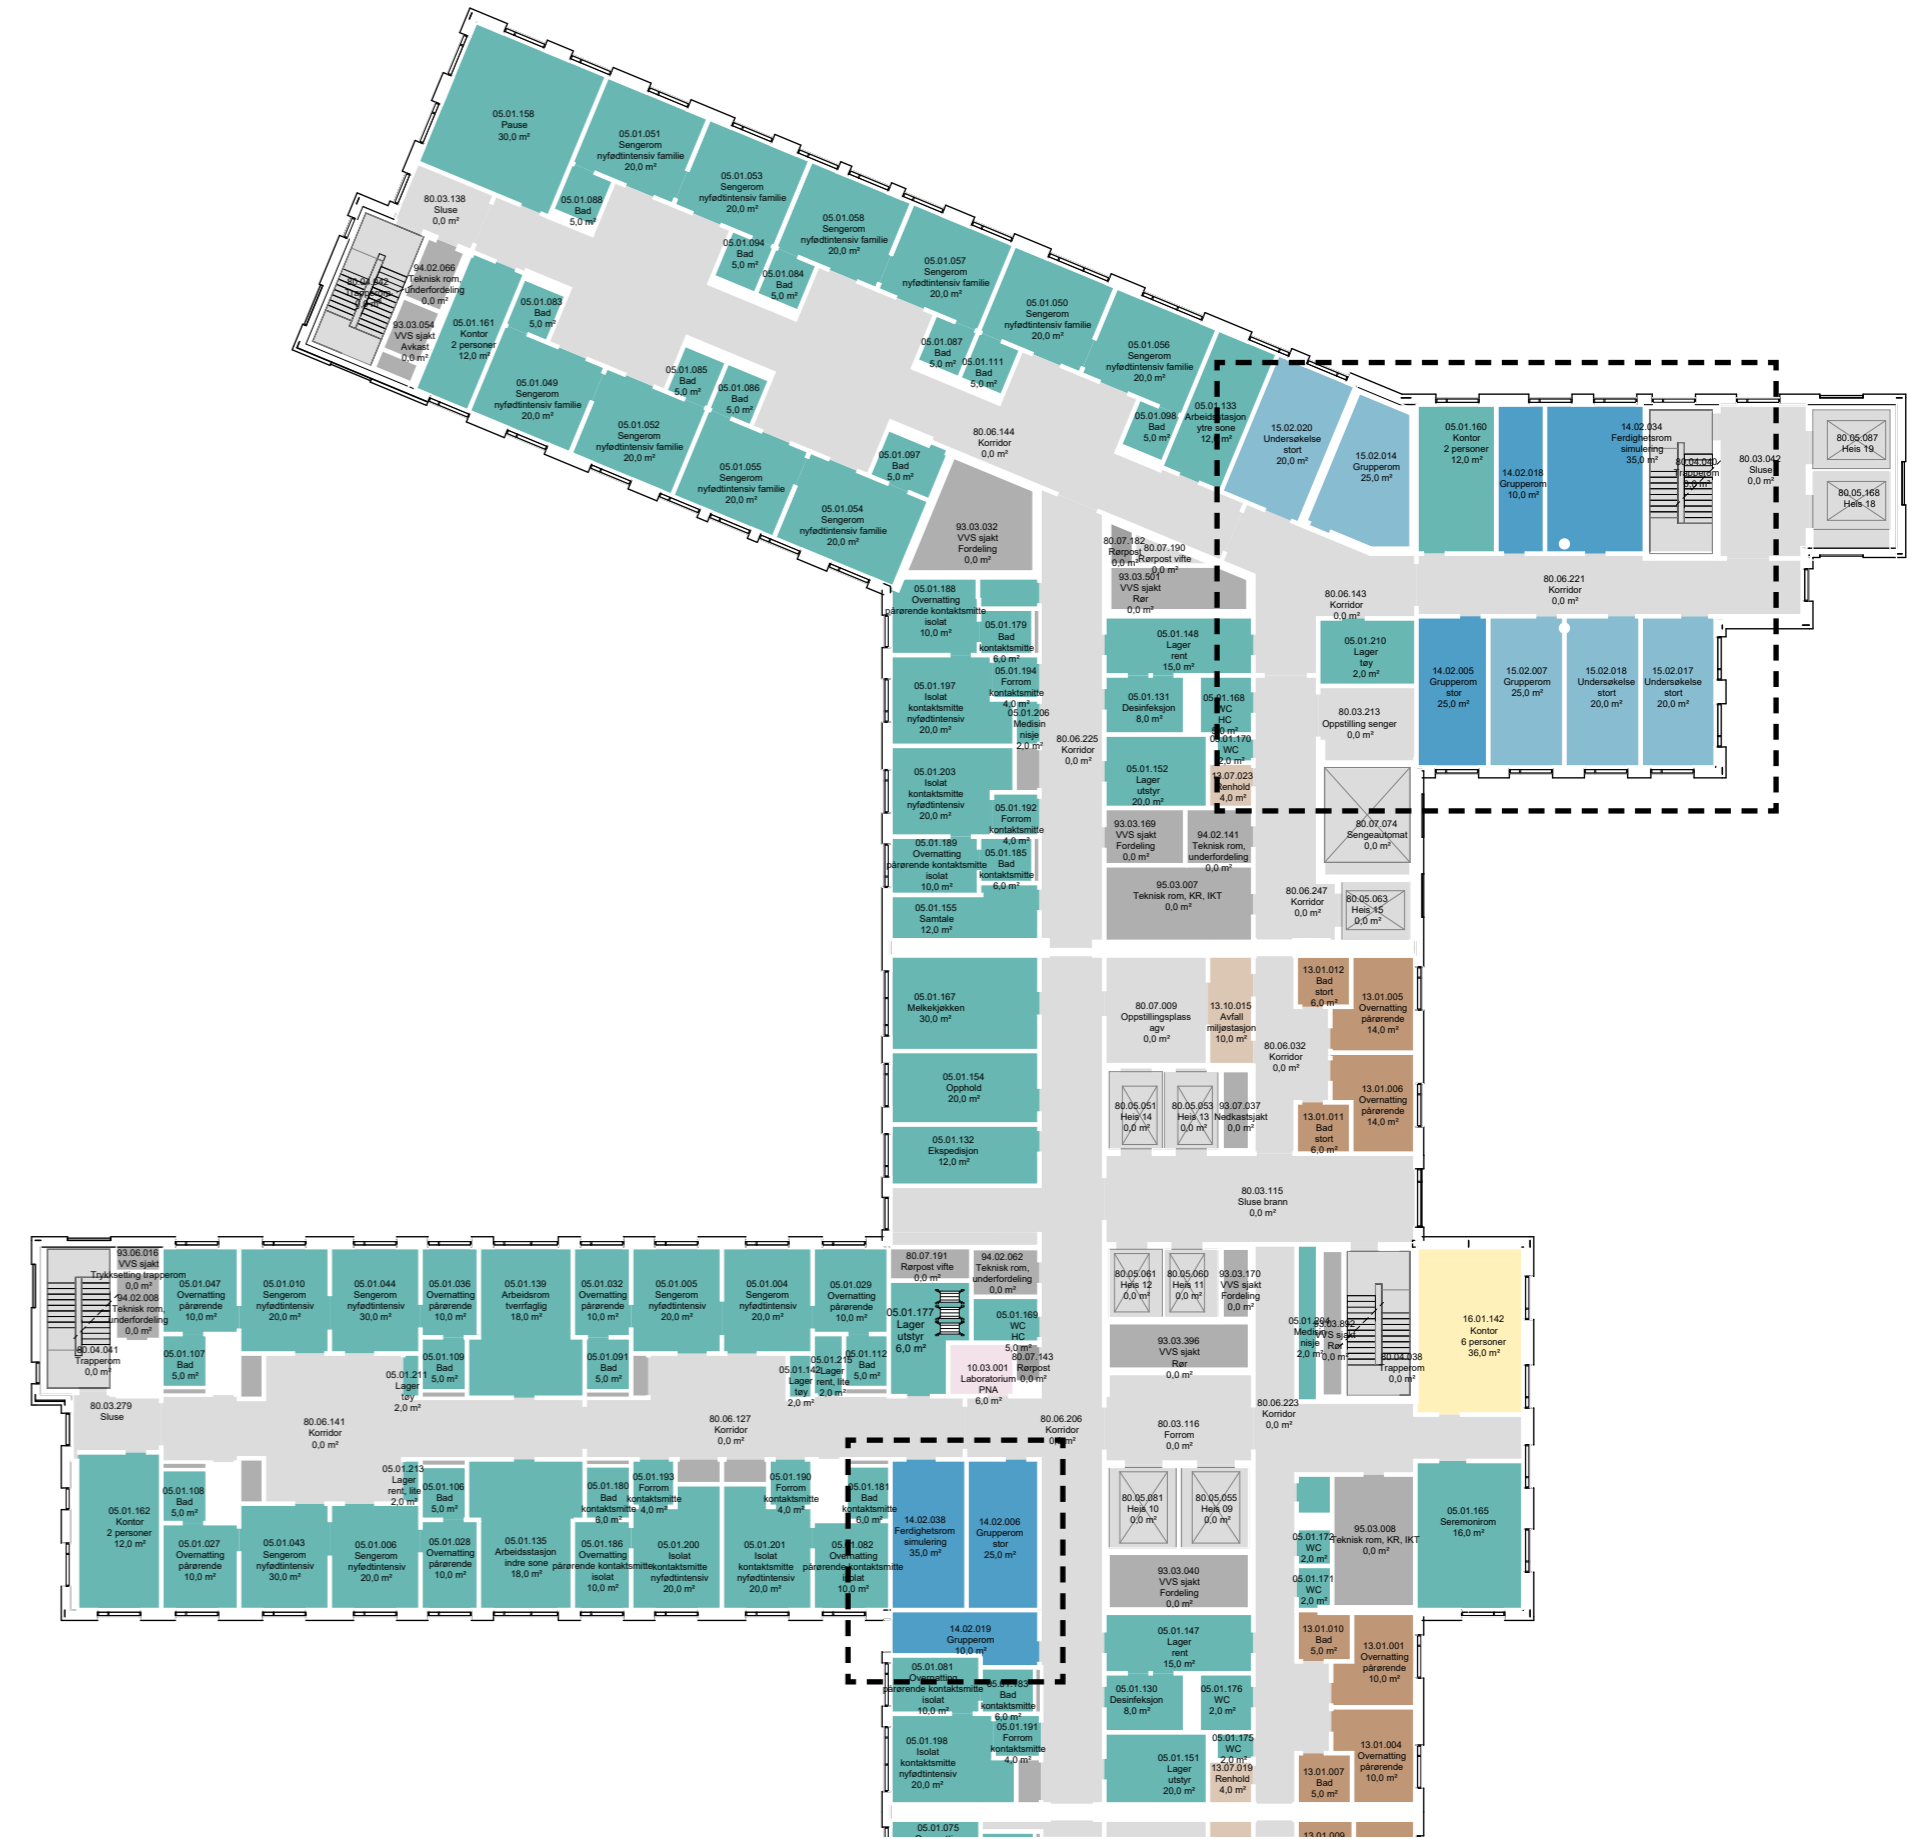 05.01.158
Pause
30,0 m²
05.01.051
Sengerom
nyfødtintensiv familie
20,0 m²
05.01.053
Sengerom
nyfødtintensiv familie
20,0 m²
05.01.058
Sengerom
nyfødtintensiv familie
20,0 m²
05.01.057
Sengerom
nyfødtintensiv familie
20,0 m²
05.01.050
Sengerom
nyfødtintensiv familie
20,0 m²
05.01.056
Sengerom
nyfødtintensiv familie
20,0 m²
05.01.133
Arbeidsstasjon
ytre sone
12,0 m²
15.02.020
Undersøkelse
stort
20,0 m²
15.02.014
Grupperom
25,0 m²
05.01.160
Kontor
2 personer
12,0 m²
14.02.018
Grupperom
10,0 m²
14.02.034
Ferdighetsrom
simulering
35,0 m²
80.04.040
Trapperom
0,0 m²
80.03.042
Sluse
0,0 m²
80.05.087
Heis 19
80.05.168
Heis 18
80.03.138
Sluse
0,0 m²
05.01.088
Bad
5,0 m²
05.01.094
Bad
5,0 m²
05.01.084
Bad
5,0 m²
05.01.087
Bad
5,0 m²
05.01.111
Bad
5,0 m²
05.01.098
Bad
5,0 m²
94.02.066
Teknisk rom,
underfordeling
0,0 m²
93.03.054
VVS sjakt
Avkast
0,0 m²
05.01.161
Kontor
2 personer
12,0 m²
05.01.083
Bad
5,0 m²
05.01.085
Bad
5,0 m²
05.01.086
Bad
5,0 m²
05.01.097
Bad
5,0 m²
05.01.049
Sengerom
nyfødtintensiv familie
20,0 m²
05.01.052
Sengerom
nyfødtintensiv familie
20,0 m²
05.01.055
Sengerom
nyfødtintensiv familie
20,0 m²
05.01.054
Sengerom
nyfødtintensiv familie
20,0 m²
80.06.144
Korridor
0,0 m²
93.03.032
VVS sjakt
Fordeling
0,0 m²
80.07.182
Rørpost
0,0 m²
80.07.190
Rørpost vifte
0,0 m²
93.03.501
VVS sjakt
Rør
0,0 m²
80.06.143
Korridor
0,0 m²
80.06.221
Korridor
0,0 m²
05.01.188
Overnatting
pårørende kontaktsmitte
isolat
10,0 m²
05.01.179
Bad
kontaktsmitte
6,0 m²
05.01.197
Isolat
kontaktsmitte
nyfødtintensiv
20,0 m²
05.01.194
Forrom
kontaktsmitte
4,0 m²
05.01.206
Medisin
nisje
2,0 m²
80.06.225
Korridor
0,0 m²
05.01.148
Lager
rent
15,0 m²
05.01.131
Desinfeksjon
8,0 m²
05.01.168
WC
HC
5,0 m²
05.01.170
WC
2,0 m²
05.01.152
Lager
utstyr
20,0 m²
13.07.023
Renhold
4,0 m²
05.01.210
Lager
tøy
2,0 m²
80.03.213
Oppstilling senger
0,0 m²
80.07.074
Sengeautomat
0,0 m²
14.02.005
Grupperom
stor
25,0 m²
15.02.007
Grupperom
25,0 m²
15.02.018
Undersøkelse
stort
20,0 m²
15.02.017
Undersøkelse
stort
20,0 m²
05.01.203
Isolat
kontaktsmitte
nyfødtintensiv
20,0 m²
05.01.192
Forrom
kontaktsmitte
4,0 m²
05.01.189
Overnatting
pårørende kontaktsmitte
isolat
10,0 m²
05.01.185
Bad
kontaktsmitte
6,0 m²
05.01.155
Samtale
12,0 m²
93.03.169
VVS sjakt
Fordeling
0,0 m²
94.02.141
Teknisk rom,
underfordeling
0,0 m²
95.03.007
Teknisk rom, KR, IKT
0,0 m²
80.06.247
Korridor
0,0 m²
80.05.063
Heis 15
0,0 m²
05.01.167
Melkekjøkken
30,0 m²
05.01.154
Opphold
20,0 m²
05.01.132
Ekspedisjon
12,0 m²
80.07.009
Oppstillingsplass
agv
0,0 m²
13.10.015
Avfall
miljøstasjon
10,0 m²
80.06.032
Korridor
0,0 m²
13.01.012
Bad
stort
6,0 m²
13.01.005
Overnatting
pårørende
14,0 m²
13.01.006
Overnatting
pårørende
14,0 m²
13.01.011
Bad
stort
6,0 m²
80.05.051
Heis 14
0,0 m²
80.05.053
Heis 13
0,0 m²
93.07.037
Nedkastsjakt
0,0 m²
80.03.115
Sluse brann
0,0 m²
93.06.016
VVS sjakt
Trykksetting trapperom
0,0 m²
94.02.008
Teknisk rom,
underfordeling
0,0 m²
80.04.041
Trapperom
0,0 m²
05.01.047
Overnatting
pårørende
10,0 m²
05.01.010
Sengerom
nyfødtintensiv
20,0 m²
05.01.044
Sengerom
nyfødtintensiv
30,0 m²
05.01.036
Overnatting
pårørende
10,0 m²
05.01.139
Arbeidsrom
tverrfaglig
18,0 m²
05.01.032
Overnatting
pårørende
10,0 m²
05.01.005
Sengerom
nyfødtintensiv
20,0 m²
05.01.004
Sengerom
nyfødtintensiv
20,0 m²
05.01.029
Overnatting
pårørende
10,0 m²
80.07.191
Rørpost vifte
0,0 m²
94.02.062
Teknisk rom,
underfordeling
0,0 m²
05.01.177
Lager
utstyr
6,0 m²
05.01.169
WC
HC
5,0 m²
10.03.001
Laboratorium
PNA
6,0 m²
80.07.143
Rørpost
0,0 m²
05.01.107
Bad
5,0 m²
05.01.211
Lager
tøy
2,0 m²
05.01.109
Bad
5,0 m²
05.01.091
Bad
5,0 m²
05.01.142
Lager
tøy
2,0 m²
05.01.215
Lager
rent, lite
2,0 m²
05.01.112
Bad
5,0 m²
80.05.061
Heis 12
0,0 m²
80.05.060
Heis 11
0,0 m²
93.03.170
VVS sjakt
Fordeling
0,0 m²
93.03.396
VVS sjakt
Rør
0,0 m²
Medisin
nisje
2,0 m²
VVS sjakt
Rør
0,0 m²
80.04.038
Trapperom
0,0 m²
16.01.142
Kontor
6 personer
36,0 m²
80.03.279
Sluse
80.06.141
Korridor
0,0 m²
80.06.127
Korridor
0,0 m²
80.06.206
Korridor
0,0 m²
80.03.116
Forrom
0,0 m²
80.06.223
Korridor
0,0 m²
05.01.162
Kontor
2 personer
12,0 m²
05.01.108
Bad
5,0 m²
05.01.027
Overnatting
pårørende
10,0 m²
05.01.043
Sengerom
nyfødtintensiv
30,0 m²
05.01.006
Sengerom
nyfødtintensiv
20,0 m²
05.01.213
Lager
rent, lite
2,0 m²
05.01.106
Bad
5,0 m²
05.01.028
Overnatting
pårørende
10,0 m²
05.01.135
Arbeidsstasjon
indre sone
18,0 m²
05.01.180
Bad
kontaktsmitte
6,0 m²
05.01.186
Overnatting
pårørende kontaktsmitte
isolat
10,0 m²
05.01.193
Forrom
kontaktsmitte
4,0 m²
05.01.200
Isolat
kontaktsmitte
nyfødtintensiv
20,0 m²
05.01.190
Forrom
kontaktsmitte
4,0 m²
05.01.201
Isolat
kontaktsmitte
nyfødtintensiv
20,0 m²
05.01.181
Bad
kontaktsmitte
6,0 m²
05.01.082
Overnatting
pårørende kontaktsmitte
isolat
10,0 m²
14.02.038
Ferdighetsrom
simulering
35,0 m²
14.02.006
Grupperom
stor
25,0 m²
14.02.019
Grupperom
10,0 m²
80.05.081
Heis 10
0,0 m²
80.05.055
Heis 09
0,0 m²
93.03.040
VVS sjakt
Fordeling
0,0 m²
05.01.172
WC
2,0 m²
05.01.171
WC
2,0 m²
95.03.008
Teknisk rom, KR, IKT
0,0 m²
05.01.165
Seremonirom
16,0 m²
05.01.081
Overnatting
pårørende kontaktsmitte
isolat
10,0 m²
05.01.183
Bad
kontaktsmitte
6,0 m²
05.01.191
Forrom
kontaktsmitte
4,0 m²
05.01.198
Isolat
kontaktsmitte
nyfødtintensiv
20,0 m²
05.01.147
Lager
rent
15,0 m²
05.01.130
Desinfeksjon
8,0 m²
05.01.176
WC
2,0 m²
05.01.175
WC
2,0 m²
05.01.151
Lager
utstyr
20,0 m²
13.07.019
Renhold
4,0 m²
13.01.010
Bad
5,0 m²
13.01.001
Overnatting
pårørende
10,0 m²
13.01.004
Overnatting
pårørende
10,0 m²
13.01.007
Bad
5,0 m²
05.01.075
13.01.009